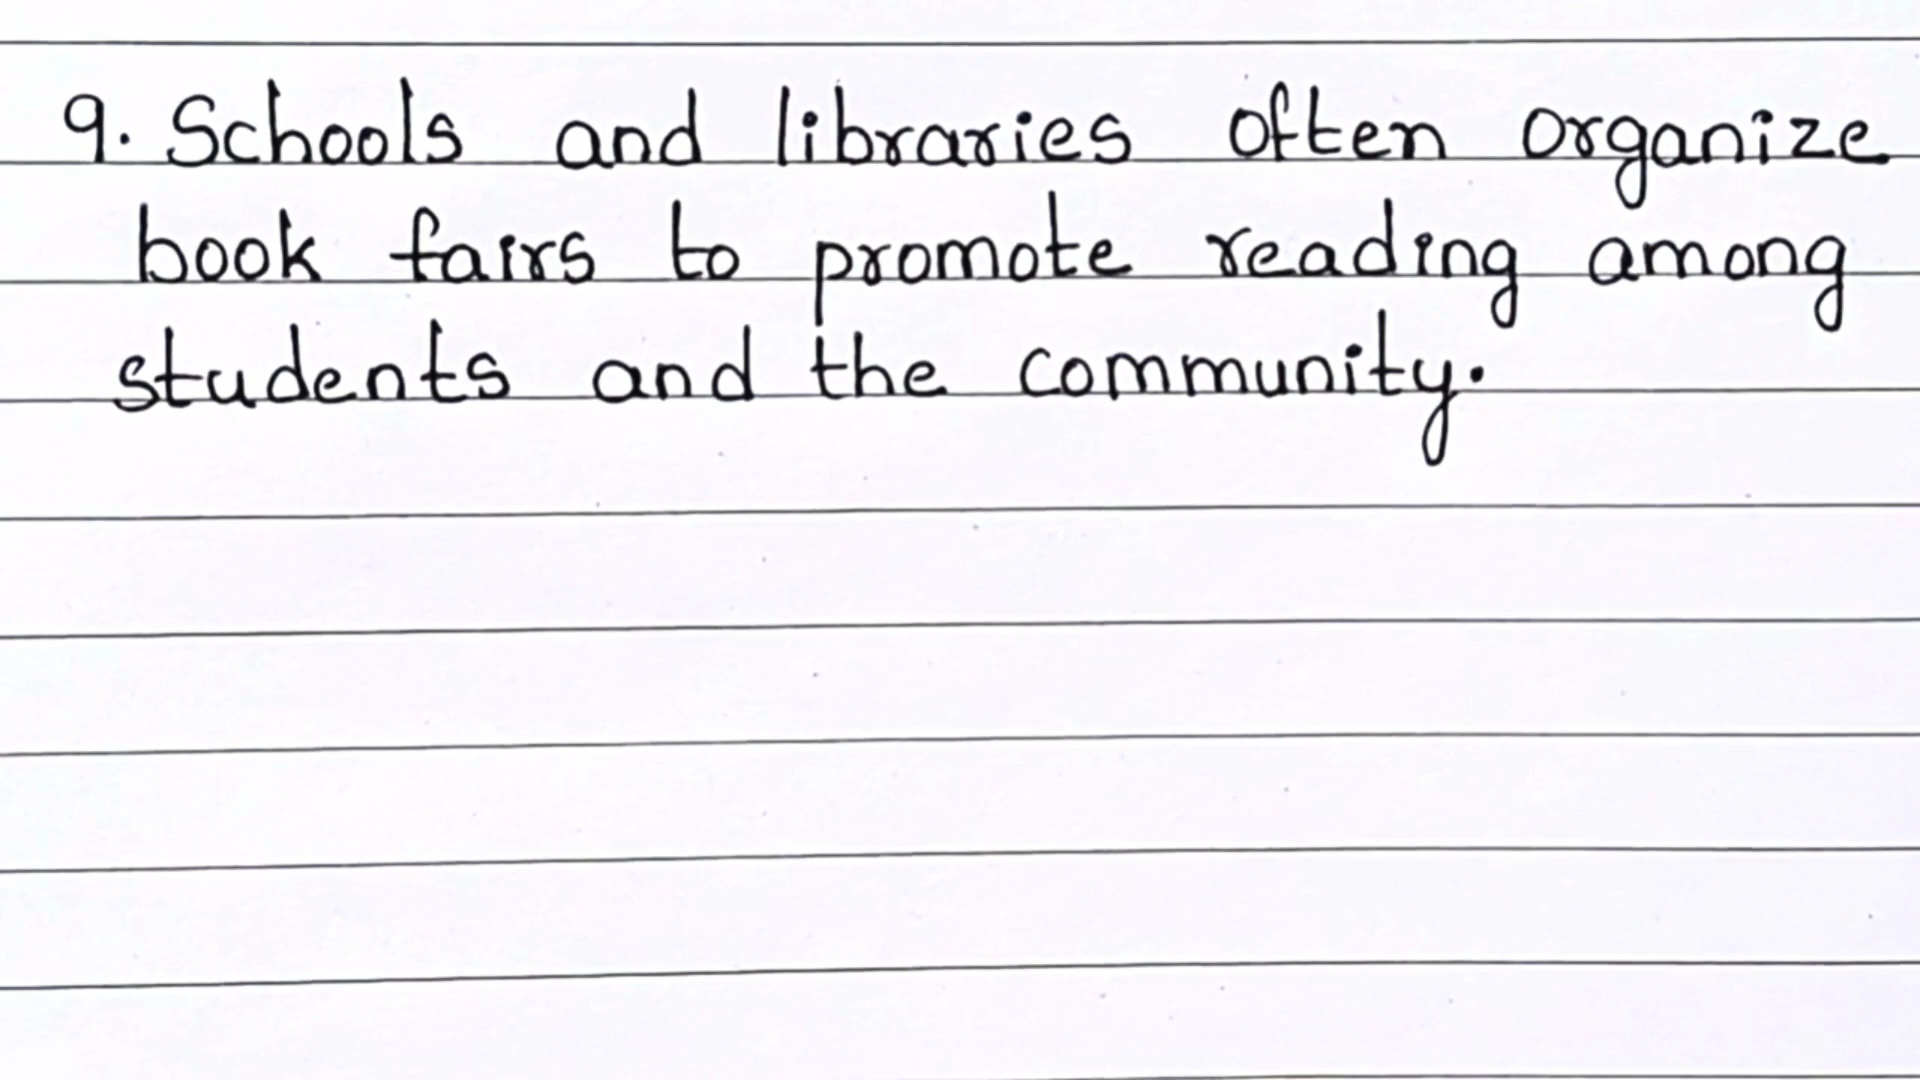 9. Schools and libraries often organize
book fairs to promote reading among
students and the community.